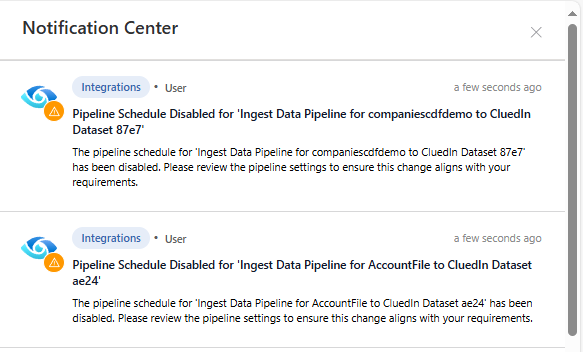 Notification Center
Integrations • User a few seconds ago
Pipeline Schedule Disabled for 'Ingest Data Pipeline for companiescdfdemo to CluedIn
Dataset 87e7'
The pipeline schedule for 'Ingest Data Pipeline for companiescdfdemo to CluedIn Dataset 87e7'
has been disabled. Please review the pipeline settings to ensure this change aligns with your
requirements.
Integrations • User a few seconds ago
Pipeline Schedule Disabled for 'Ingest Data Pipeline for AccountFile to CluedIn Dataset
ae24'
The pipeline schedule for 'Ingest Data Pipeline for AccountFile to CluedIn Dataset ae24' has been
disabled. Please review the pipeline settings to ensure this change aligns with your requirements.